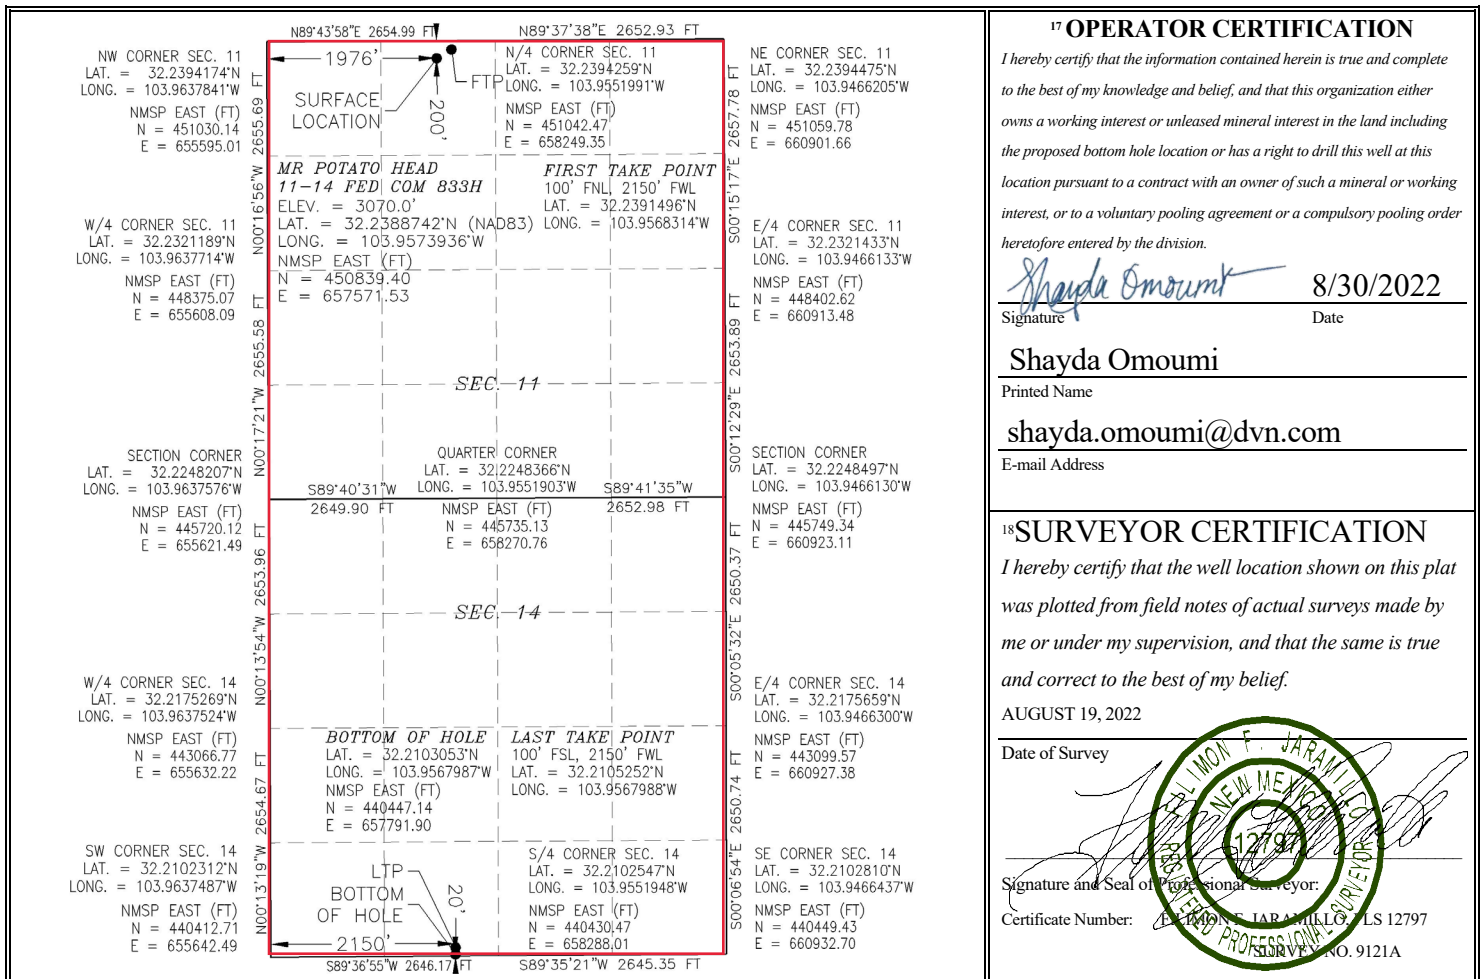 N89°43'58"E 2654.99 FT
N89°37'38"E 2652.93 FT
NW CORNER SEC. 11
LAT. = 32.2394174°N
LONG. = 103.9637841°W
NMSP EAST (FT)
N = 451030.14
E = 655595.01
1976'
SURFACE
LOCATION
200'
FTP
N/4 CORNER SEC. 11
LAT. = 32.2394259°N
LONG. = 103.9551991°W
NMSP EAST (FT)
N = 451042.47
E = 658249.35
NE CORNER SEC. 11
LAT. = 32.2394475°N
LONG. = 103.9466205°W
NMSP EAST (FT)
N = 451059.78
E = 660901.66
N00°16'56"W 2655.69 FT
S00°15'17"E 2657.78 FT
MR POTATO HEAD
11-14 FED COM 833H
ELEV. = 3070.0'
LAT. = 32.2388742°N (NAD83)
LONG. = 103.9573936°W
NMSP EAST (FT)
N = 450839.40
E = 657571.53
FIRST TAKE POINT
100' FNL, 2150' FWL
LAT. = 32.2391496°N
LONG. = 103.9568314°W
W/4 CORNER SEC. 11
LAT. = 32.2321189°N
LONG. = 103.9637714°W
NMSP EAST (FT)
N = 448375.07
E = 655608.09
E/4 CORNER SEC. 11
LAT. = 32.2321433°N
LONG. = 103.9466133°W
NMSP EAST (FT)
N = 448402.62
E = 660913.48
N00°17'21"W 2655.58 FT
S00°12'29"E 2653.89 FT
SEC. 11
SECTION CORNER
LAT. = 32.2248207°N
LONG. = 103.9637576°W
NMSP EAST (FT)
N = 445720.12
E = 655621.49
QUARTER CORNER
LAT. = 32.2248366°N
LONG. = 103.9551903°W
NMSP EAST (FT)
N = 445735.13
E = 658270.76
S89°40'31"W
2649.90 FT
S89°41'35"W
2652.98 FT
SECTION CORNER
LAT. = 32.2248497°N
LONG. = 103.9466130°W
NMSP EAST (FT)
N = 445749.34
E = 660923.11
N00°13'54"W 2653.96 FT
S00°05'32"E 2650.37 FT
SEC. 14
W/4 CORNER SEC. 14
LAT. = 32.2175269°N
LONG. = 103.9637524°W
NMSP EAST (FT)
N = 443066.77
E = 655632.22
E/4 CORNER SEC. 14
LAT. = 32.2175659°N
LONG. = 103.9466300°W
NMSP EAST (FT)
N = 443099.57
E = 660927.38
BOTTOM OF HOLE
LAT. = 32.2103053°N
LONG. = 103.9567987°W
NMSP EAST (FT)
N = 440447.14
E = 657791.90
LAST TAKE POINT
100' FSL, 2150' FWL
LAT. = 32.2105252°N
LONG. = 103.9567988°W
N00°13'19"W 2654.67 FT
S00°06'54"E 2650.74 FT
SW CORNER SEC. 14
LAT. = 32.2102312°N
LONG. = 103.9637487°W
NMSP EAST (FT)
N = 440412.71
E = 655642.49
LTP
BOTTOM
OF HOLE
20'
2150'
S/4 CORNER SEC. 14
LAT. = 32.2102547°N
LONG. = 103.9551948°W
NMSP EAST (FT)
N = 440430.47
E = 658288.01
SE CORNER SEC. 14
LAT. = 32.2102810°N
LONG. = 103.9466437°W
NMSP EAST (FT)
N = 440449.43
E = 660932.70
S89°36'55"W 2646.17 FT
S89°35'21"W 2645.35 FT
17 OPERATOR CERTIFICATION
I hereby certify that the information contained herein is true and complete
to the best of my knowledge and belief, and that this organization either
owns a working interest or unleased mineral interest in the land including
the proposed bottom hole location or has a right to drill this well at this
location pursuant to a contract with an owner of such a mineral or working
interest, or to a voluntary pooling agreement or a compulsory pooling order
heretofore entered by the division.
Shayda Omoumi 8/30/2022
Signature Date
Shayda Omoumi
Printed Name
shayda.omoumi@dvn.com
E-mail Address
18 SURVEYOR CERTIFICATION
I hereby certify that the well location shown on this plat
was plotted from field notes of actual surveys made by
me or under my supervision, and that the same is true
and correct to the best of my belief.
AUGUST 19, 2022
Date of Survey
FILIMON F. JARAMILLO
NEW MEXICO
12797
REGISTERED PROFESSIONAL SURVEYOR
Signature and Seal of Professional Surveyor:
Certificate Number: FILIMON F. JARAMILLO, PLS 12797
SURVEY NO. 9121A